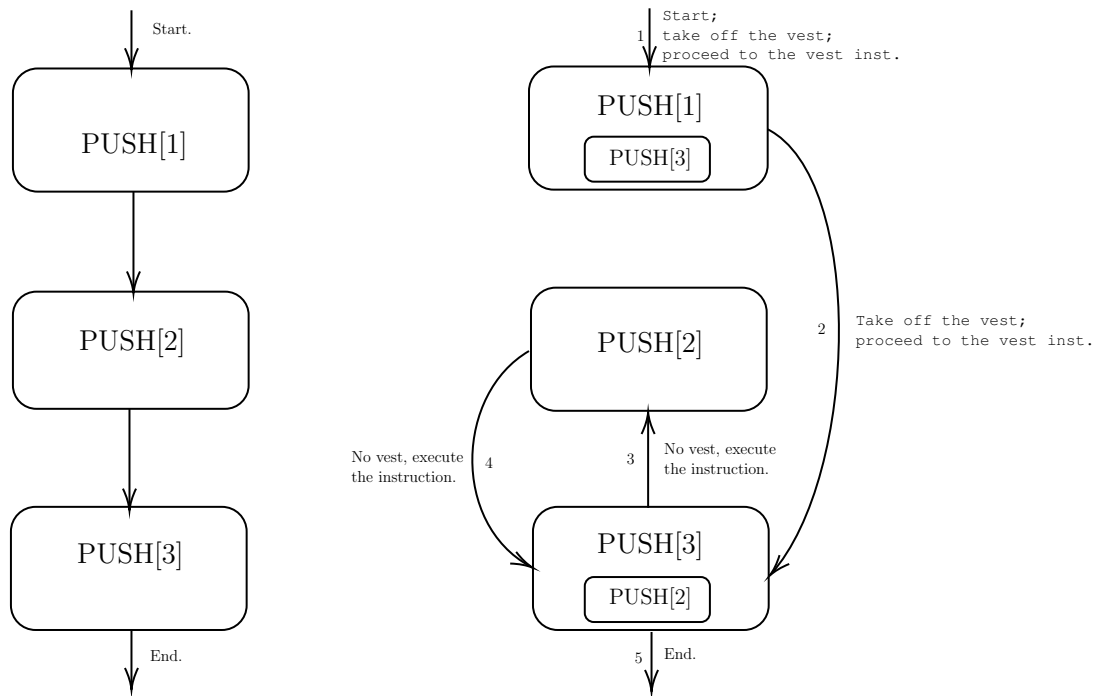 Start.
PUSH[1]
PUSH[2]
PUSH[3]
End.
1
Start;
take off the vest;
proceed to the vest inst.
PUSH[1]
PUSH[3]
2
Take off the vest;
proceed to the vest inst.
PUSH[2]
No vest, execute
the instruction.
4
3
No vest, execute
the instruction.
PUSH[3]
PUSH[2]
5
End.